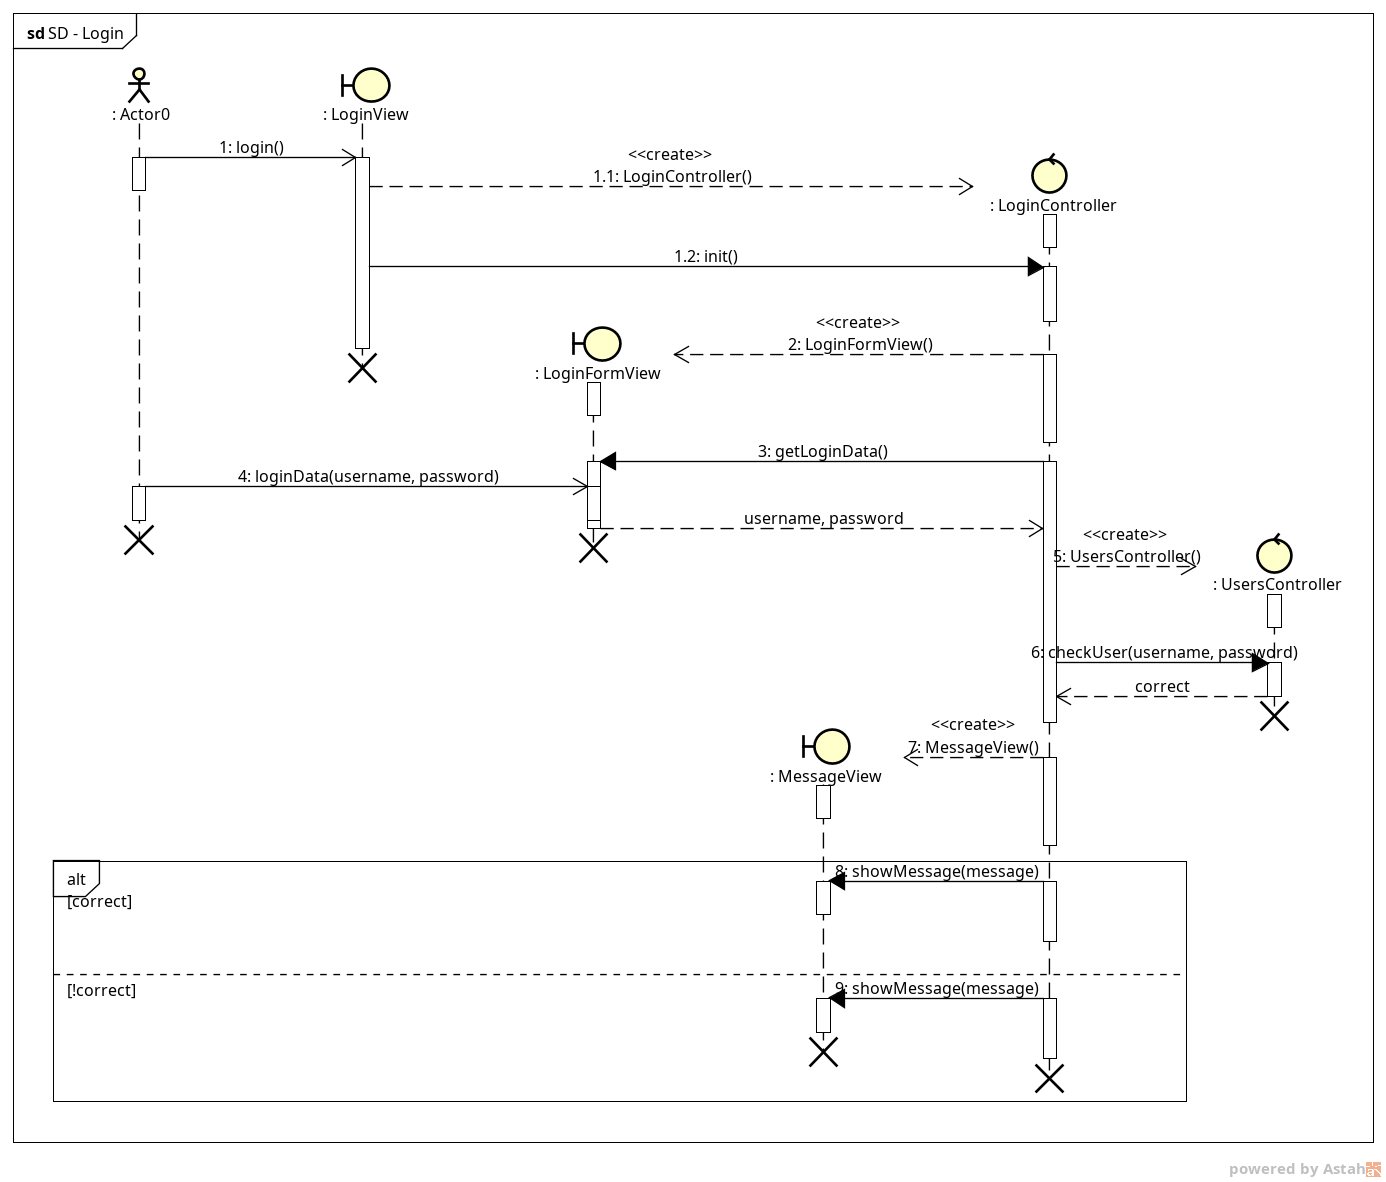 sd SD - Login
: Actor0
: LoginView
1: login()
<<create>>
1.1: LoginController()
: LoginController
1.2: init()
<<create>>
2: LoginFormView()
: LoginFormView
3: getLoginData()
4: loginData(username, password)
username, password
<<create>>
5: UsersController()
: UsersController
6: checkUser(username, password)
correct
<<create>>
7: MessageView()
: MessageView
alt
8: showMessage(message)
[correct]
[!correct]
9: showMessage(message)
powered by Astah